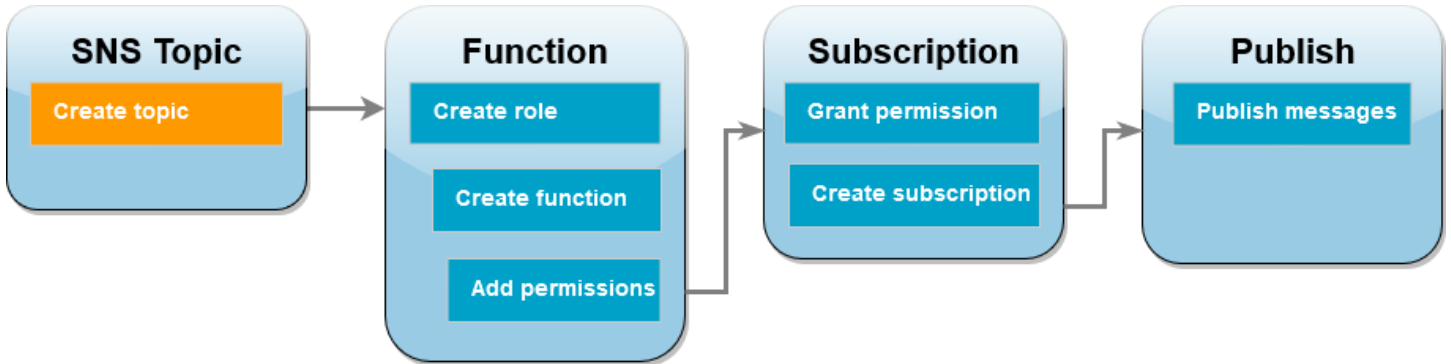 SNS Topic
Create topic
Function
Create role
Create function
Add permissions
Subscription
Grant permission
Create subscription
Publish
Publish messages